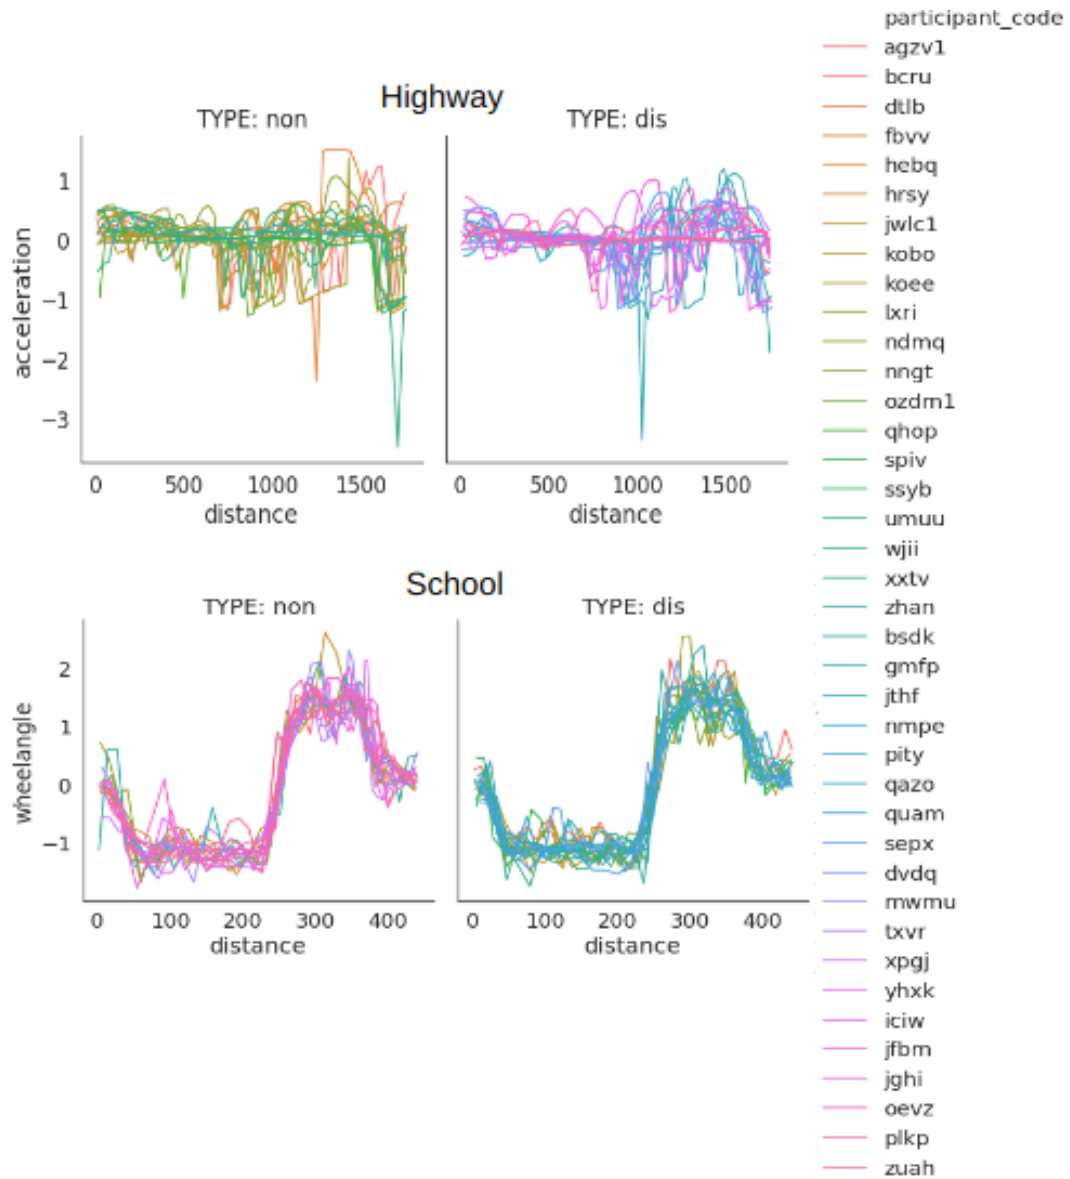 participant_code
agzv1
bcru
dtlb
fbvv
hebq
hrsy
jwlc1
kobo
koee
lxri
ndmq
nngt
ozdm1
qhop
spiv
ssyb
umuu
wjii
xxtv
zhan
bsdk
gmfp
jthf
nmpe
pity
qazo
quam
sepx
dvdq
mwmu
txvr
xpgj
yhxk
iciw
jfbm
jghi
oevz
plkp
zuah
Highway
TYPE: non
TYPE: dis
acceleration
1
0
−1
−2
−3
0 500 1000 1500
0 500 1000 1500
distance
distance
School
TYPE: non
TYPE: dis
wheelangle
2
1
0
−1
0 100 200 300 400
0 100 200 300 400
distance
distance